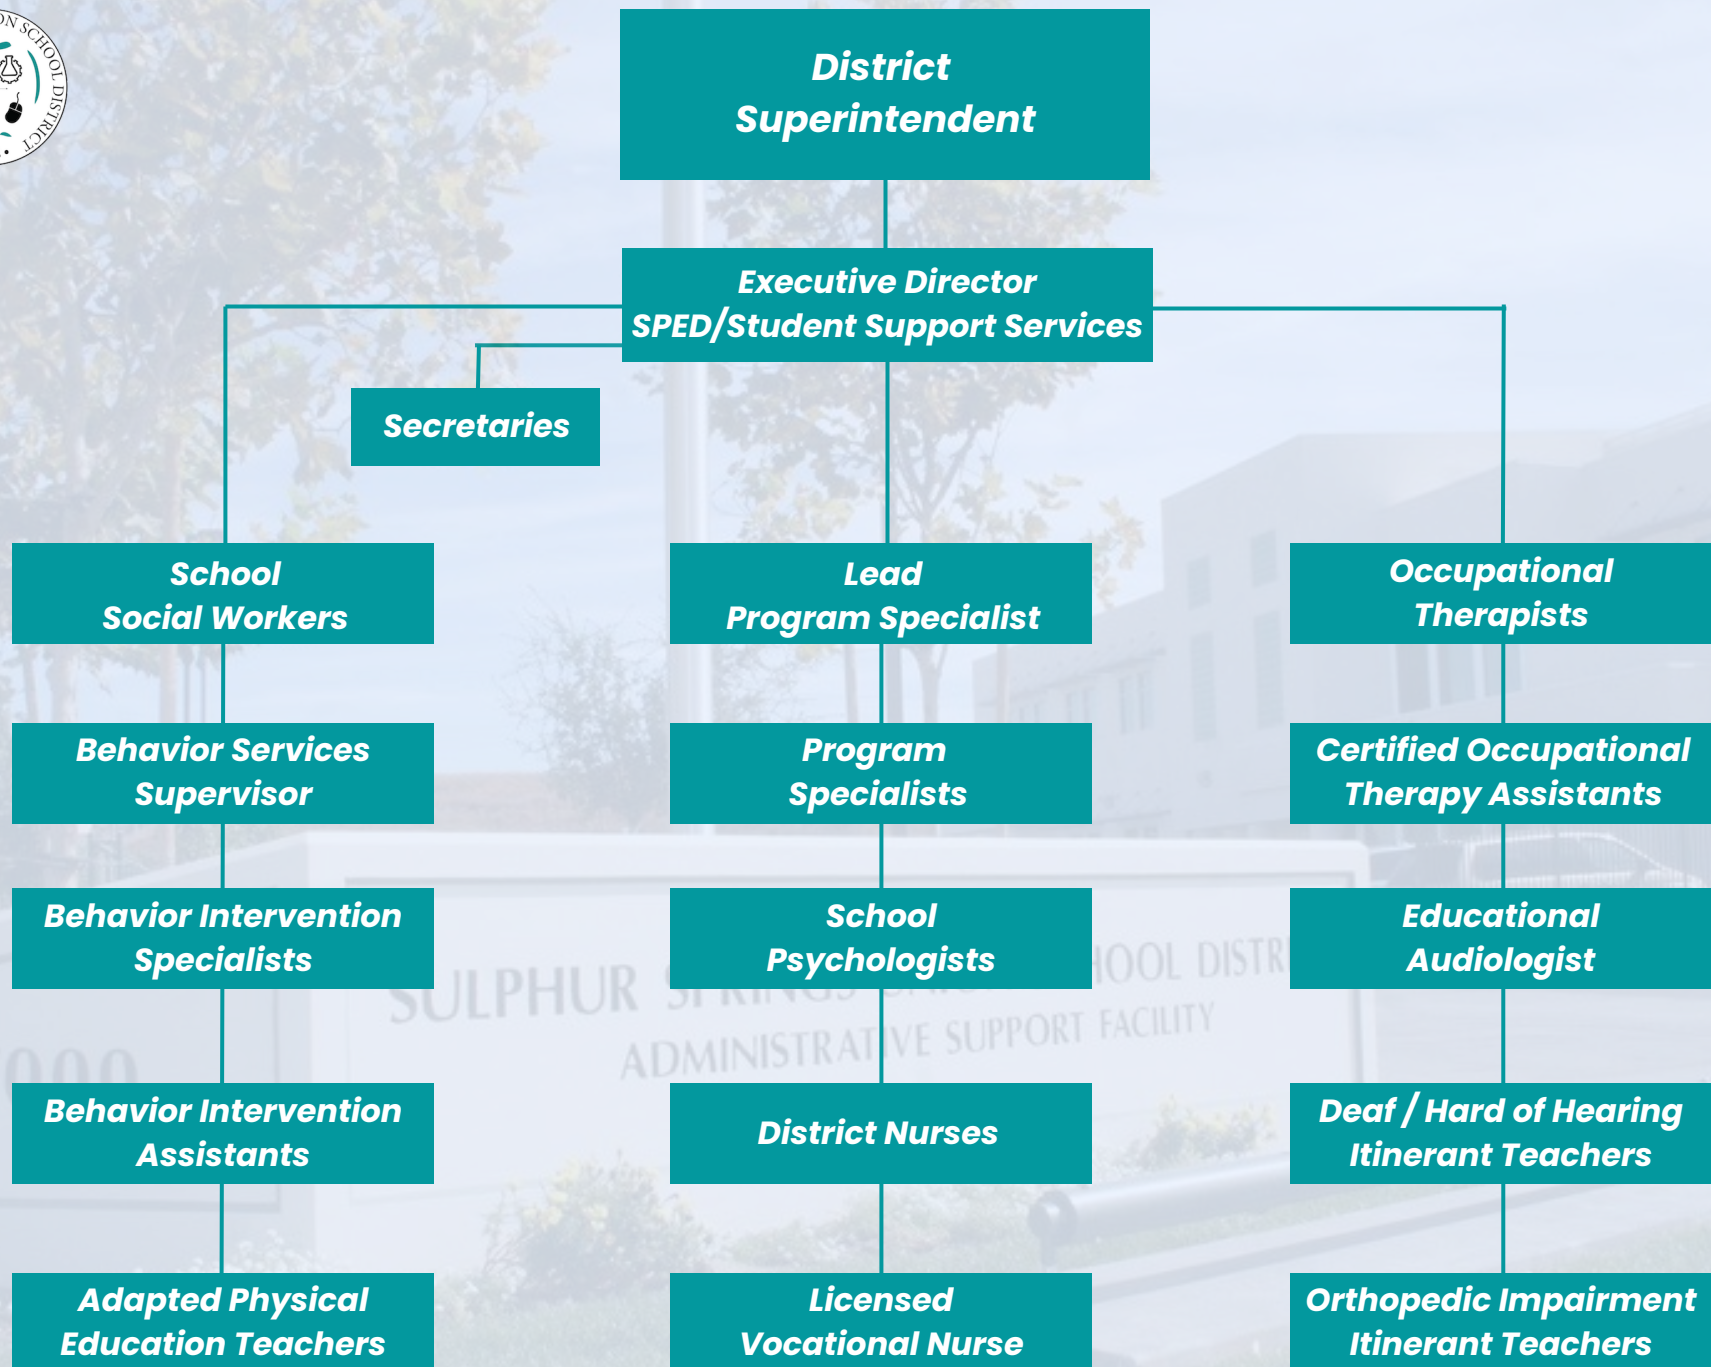 SCHOOL DISTRICT
District
Superintendent
Executive Director
SPED/Student Support Services
Secretaries
School
Social Workers
Lead
Program Specialist
Occupational
Therapists
Behavior Services
Supervisor
Program
Specialists
Certified Occupational
Therapy Assistants
Behavior Intervention
Specialists
School
Psychologists
Educational
Audiologist
SULPHUR SPRINGS
ADMINISTRATIVE SUPPORT FACILITY
Behavior Intervention
Assistants
District Nurses
Deaf / Hard of Hearing
Itinerant Teachers
Adapted Physical
Education Teachers
Licensed
Vocational Nurse
Orthopedic Impairment
Itinerant Teachers